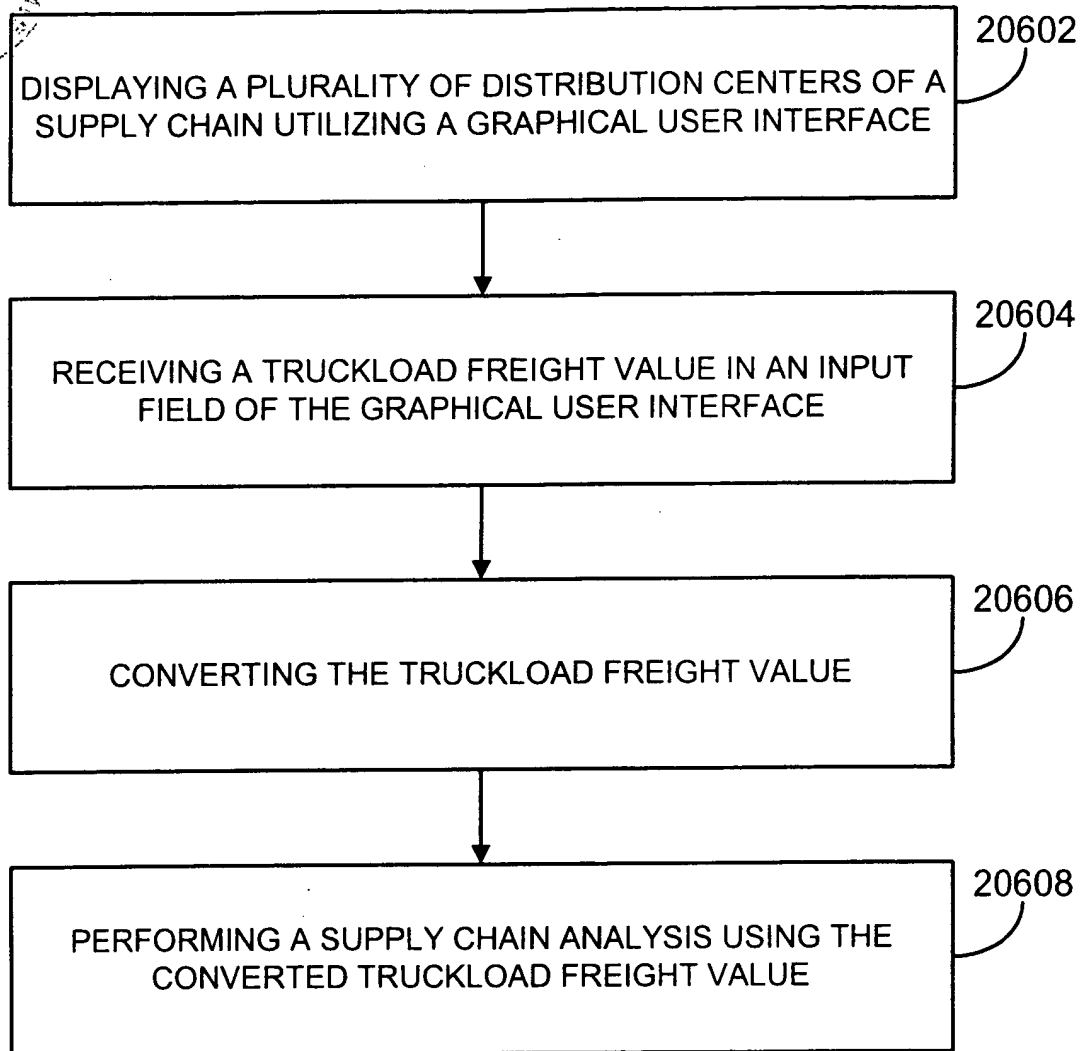 20602
DISPLAYING A PLURALITY OF DISTRIBUTION CENTERS OF A
SUPPLY CHAIN UTILIZING A GRAPHICAL USER INTERFACE
20604
RECEIVING A TRUCKLOAD FREIGHT VALUE IN AN INPUT
FIELD OF THE GRAPHICAL USER INTERFACE
20606
CONVERTING THE TRUCKLOAD FREIGHT VALUE
20608
PERFORMING A SUPPLY CHAIN ANALYSIS USING THE
CONVERTED TRUCKLOAD FREIGHT VALUE